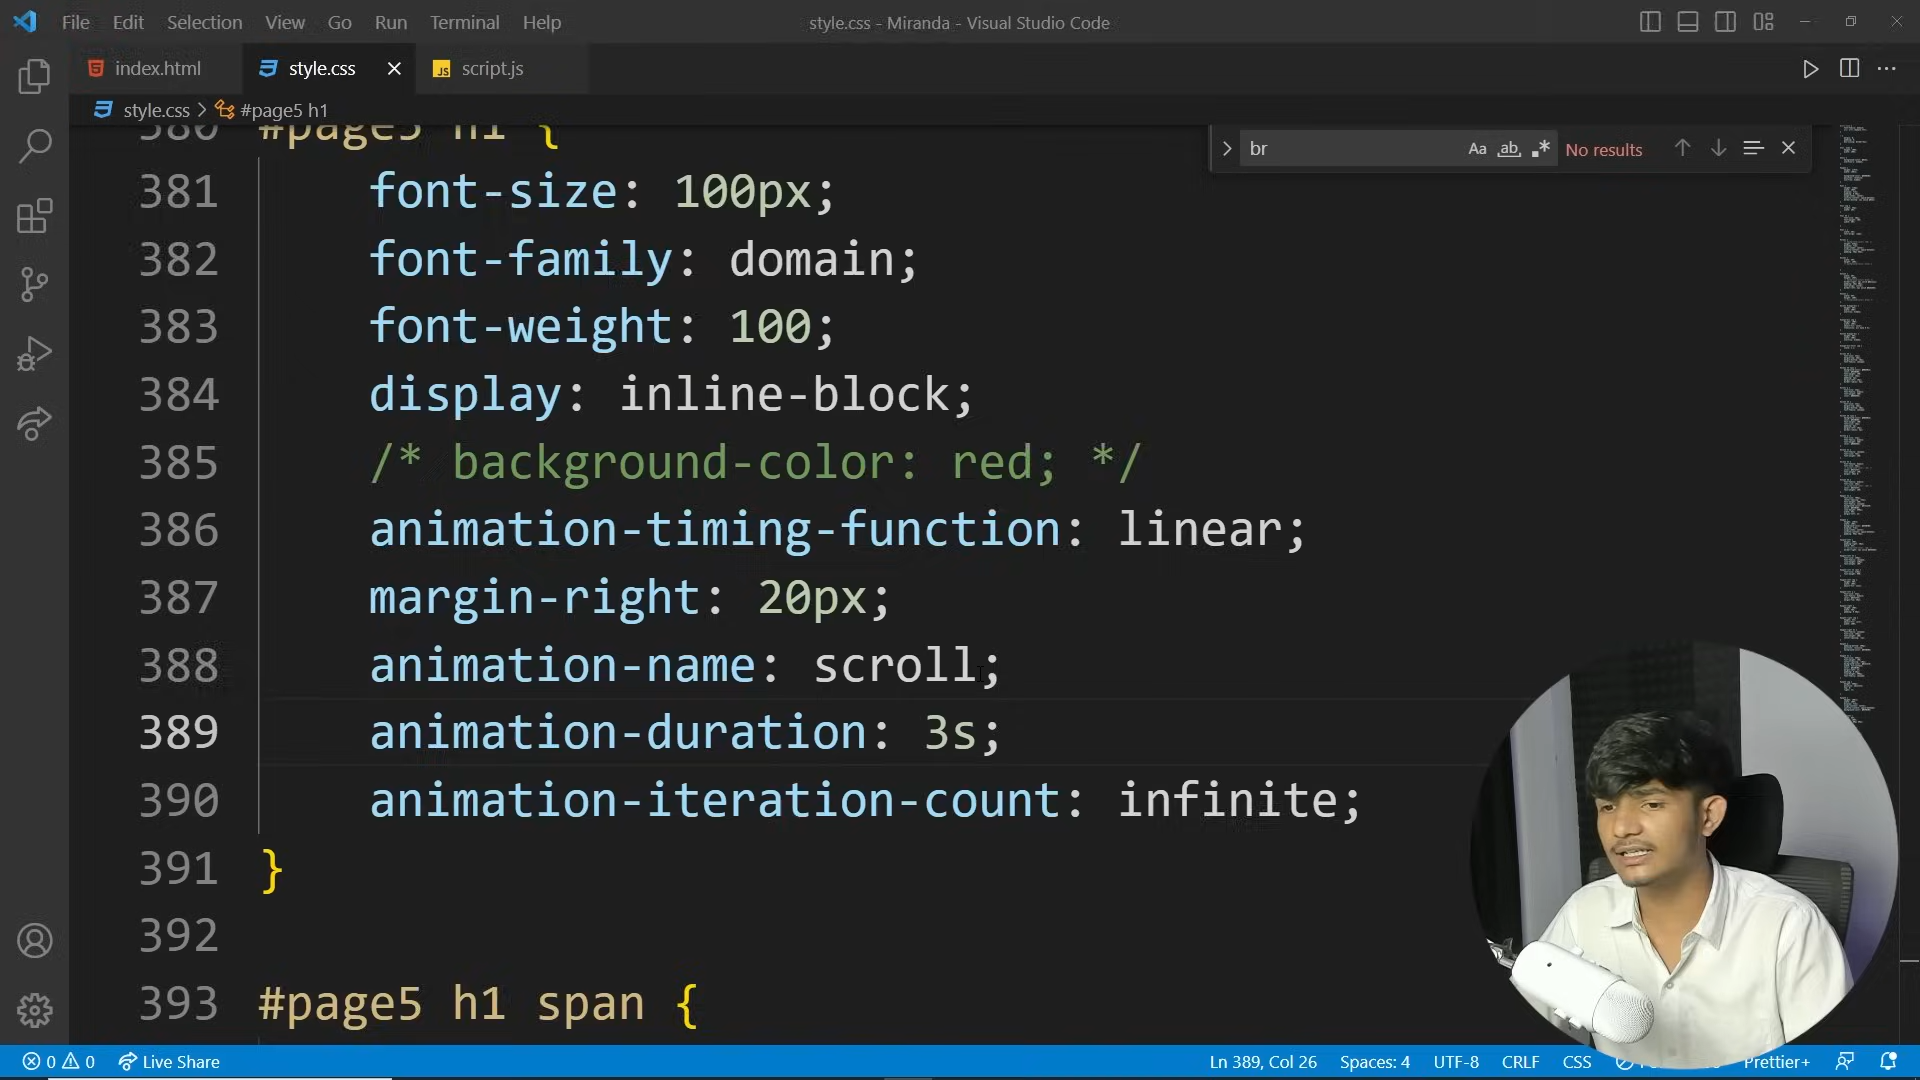 File Edit Selection View Go Run Terminal Help
style.css - Miranda - Visual Studio Code
index.html style.css script.js
style.css > #page5 h1
br Aa ab No results
380 #page5 h1 {
381 font-size: 100px;
382 font-family: domain;
383 font-weight: 100;
384 display: inline-block;
385 /* background-color: red; */
386 animation-timing-function: linear;
387 margin-right: 20px;
388 animation-name: scroll;
389 animation-duration: 3s;
390 animation-iteration-count: infinite;
391 }
392
393 #page5 h1 span {
0 0 Live Share Ln 389, Col 26 Spaces: 4 UTF-8 CRLF CSS Prettier+